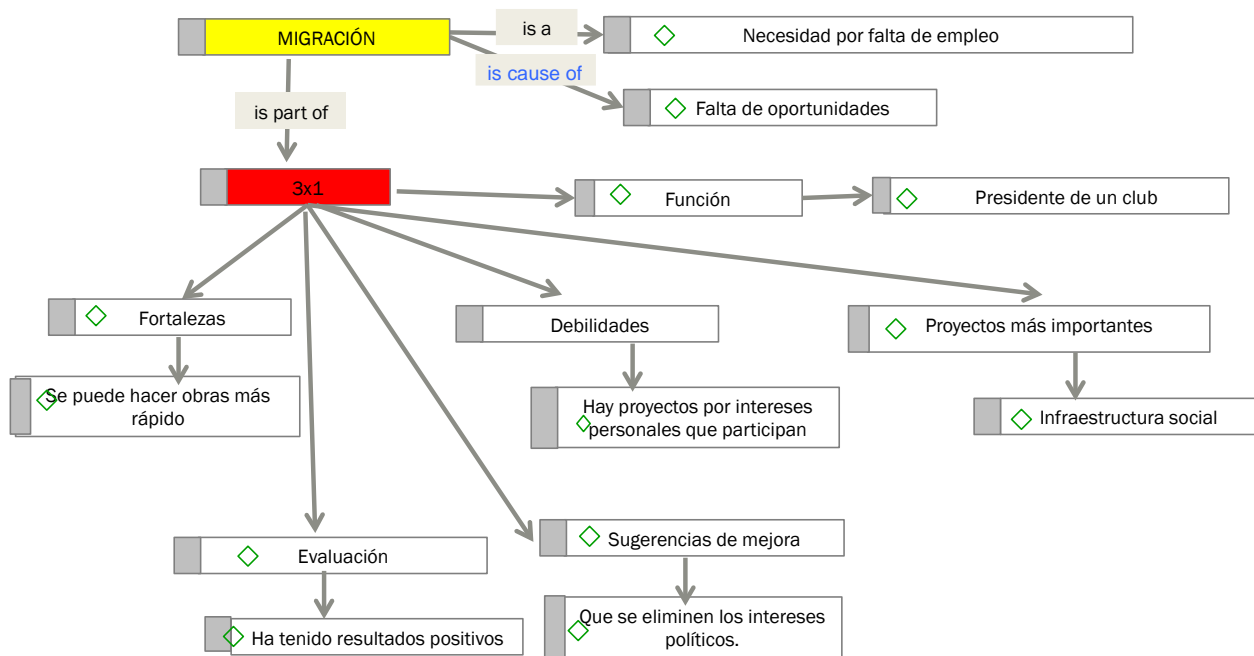 MIGRACIÓN
is a
Necesidad por falta de empleo
is cause of
Falta de oportunidades
is part of
3x1
Función
Presidente de un club
Fortalezas
Debilidades
Proyectos más importantes
Se puede hacer obras más
rápido
Hay proyectos por intereses
personales que participan
Infraestructura social
Evaluación
Sugerencias de mejora
Ha tenido resultados positivos
Que se eliminen los intereses
políticos.